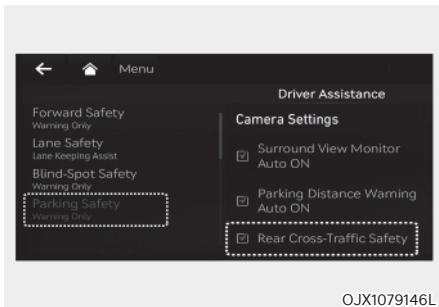 Menu
Driver Assistance
Forward Safety
Warning Only
Lane Safety
Lane Keeping Assist
Blind-Spot Safety
Warning Only
Parking Safety
Warning Only
Camera Settings
Surround View Monitor
Auto ON
Parking Distance Warning
Auto ON
Rear Cross-Traffic Safety
OJX1079146L